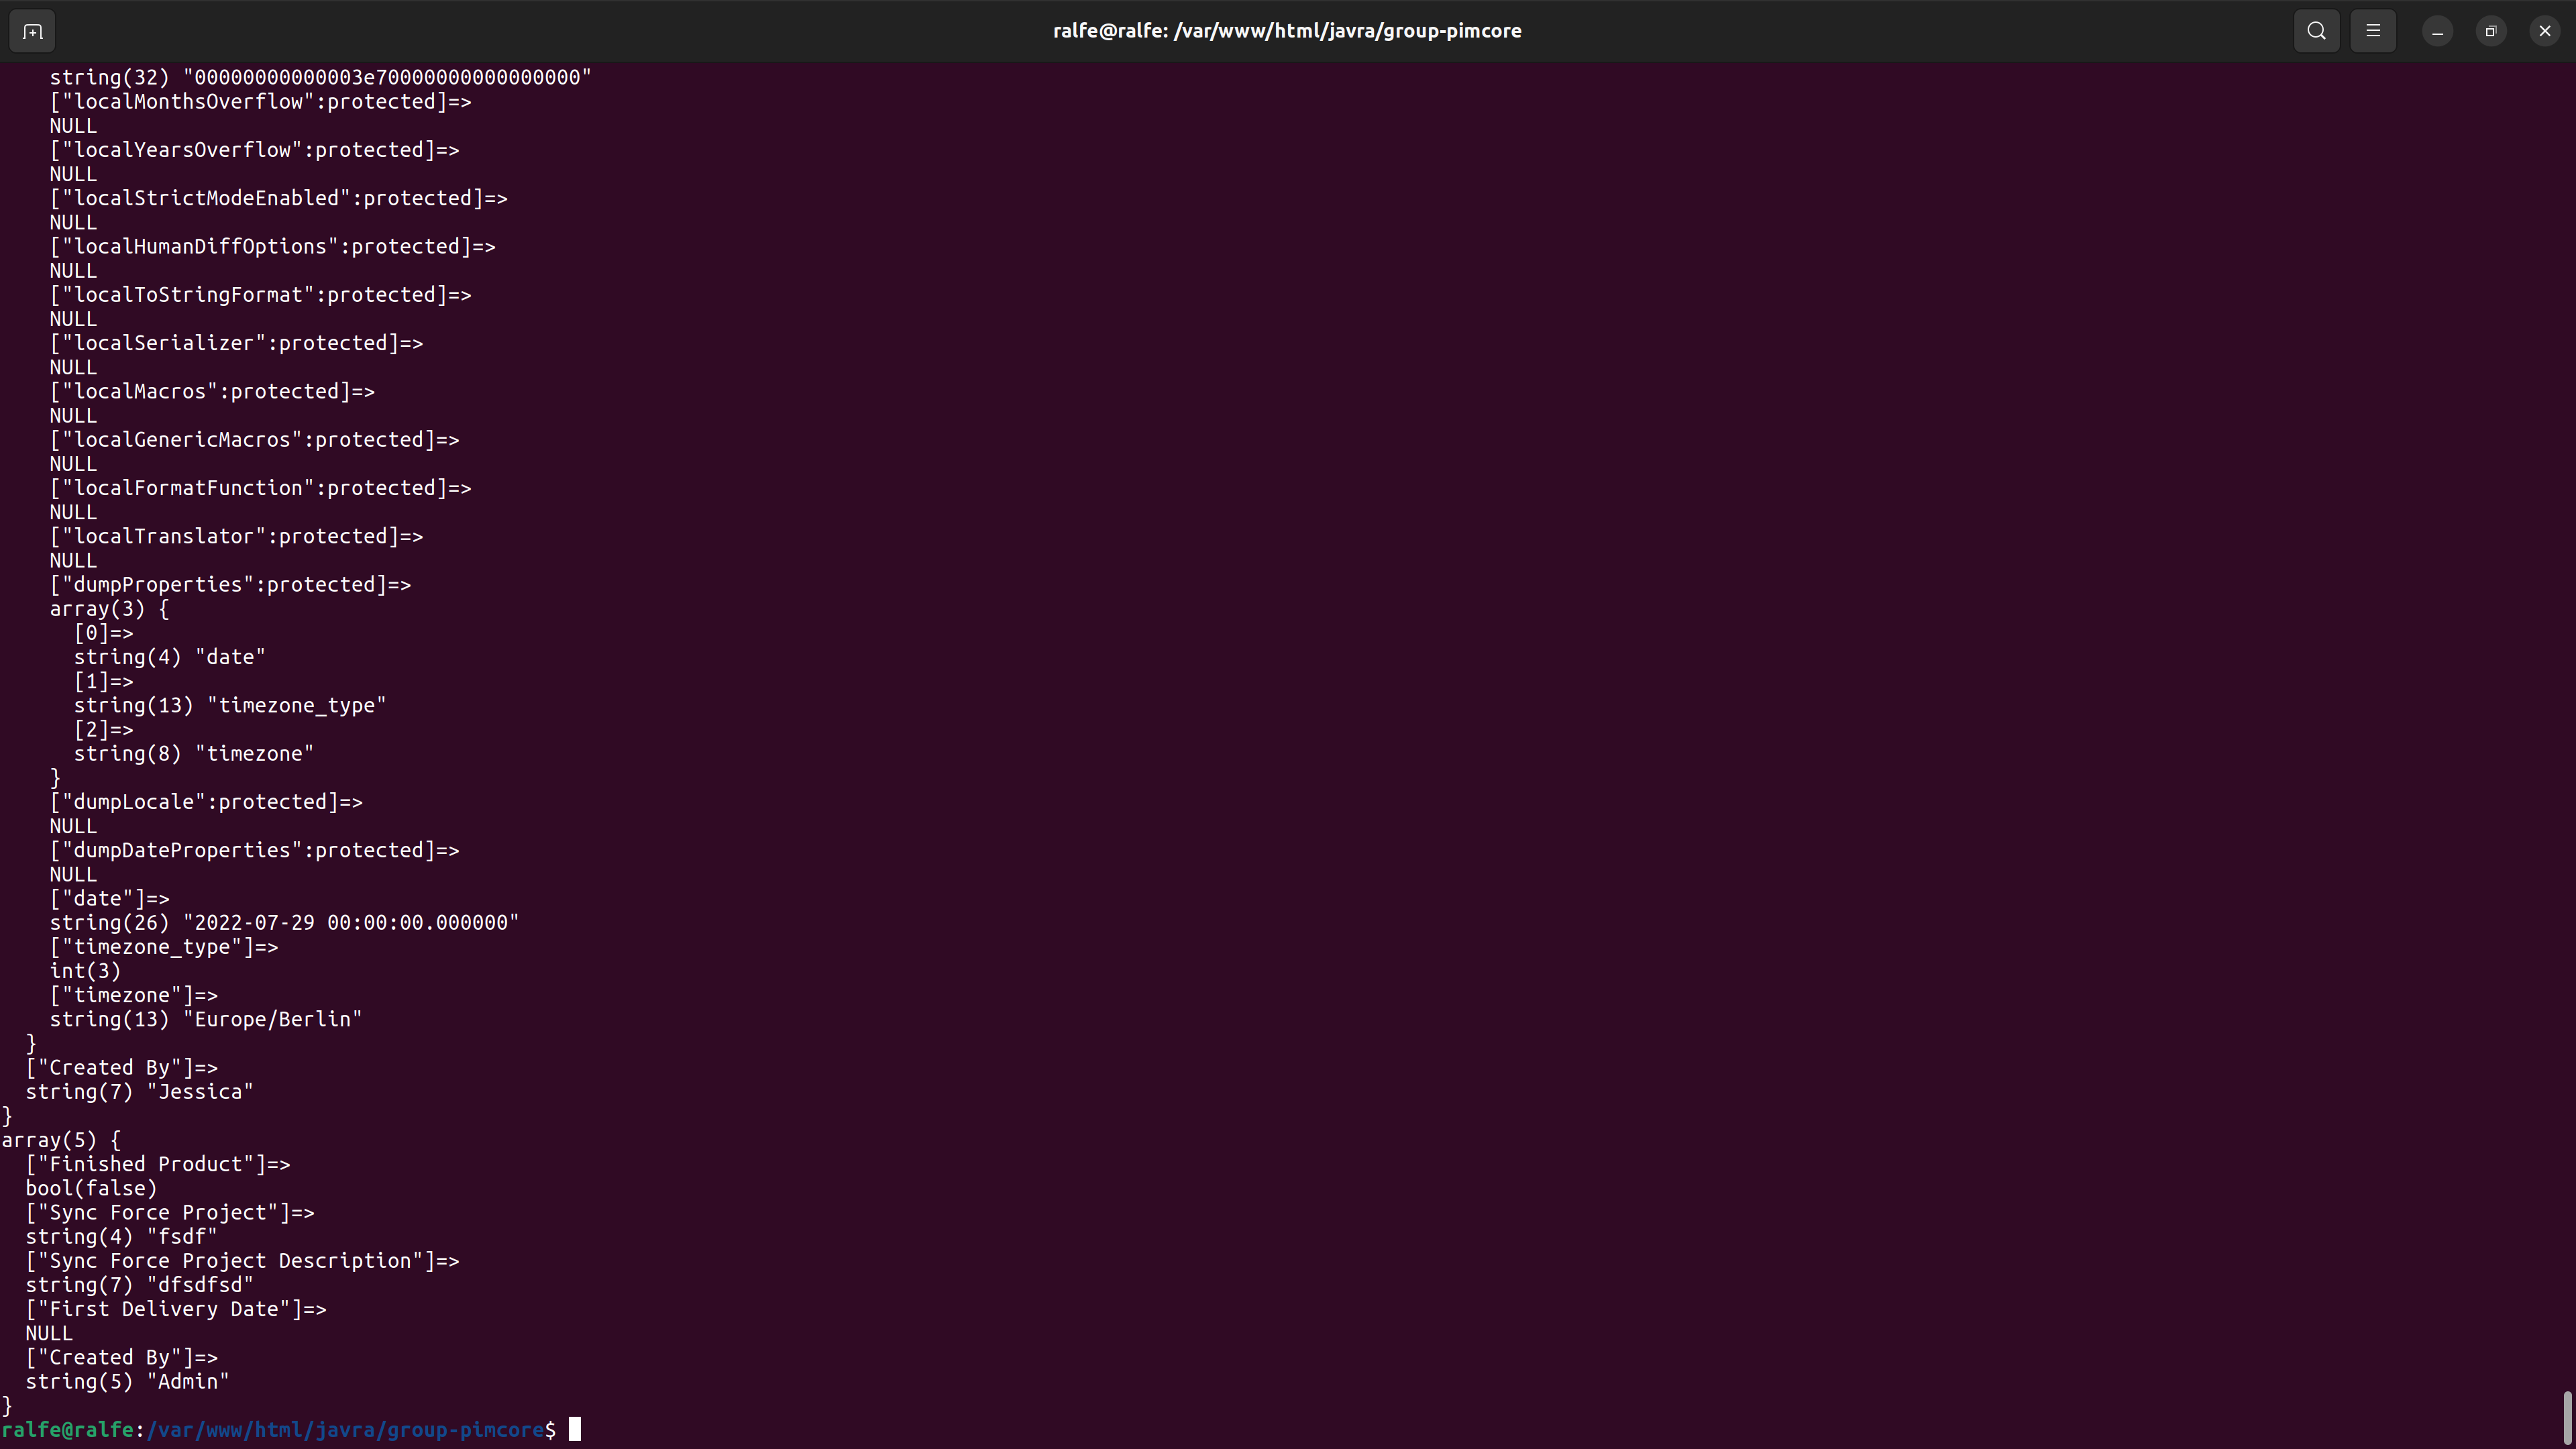 ralfe@ralfe: /var/www/html/javra/group-pimcore
    string(32) "00000000000003e70000000000000000"
    ["localMonthsOverflow":protected]=>
    NULL
    ["localYearsOverflow":protected]=>
    NULL
    ["localStrictModeEnabled":protected]=>
    NULL
    ["localHumanDiffOptions":protected]=>
    NULL
    ["localToStringFormat":protected]=>
    NULL
    ["localSerializer":protected]=>
    NULL
    ["localMacros":protected]=>
    NULL
    ["localGenericMacros":protected]=>
    NULL
    ["localFormatFunction":protected]=>
    NULL
    ["localTranslator":protected]=>
    NULL
    ["dumpProperties":protected]=>
    array(3) {
      [0]=>
      string(4) "date"
      [1]=>
      string(13) "timezone_type"
      [2]=>
      string(8) "timezone"
    }
    ["dumpLocale":protected]=>
    NULL
    ["dumpDateProperties":protected]=>
    NULL
    ["date"]=>
    string(26) "2022-07-29 00:00:00.000000"
    ["timezone_type"]=>
    int(3)
    ["timezone"]=>
    string(13) "Europe/Berlin"
  }
  ["Created By"]=>
  string(7) "Jessica"
}
array(5) {
  ["Finished Product"]=>
  bool(false)
  ["Sync Force Project"]=>
  string(4) "fsdf"
  ["Sync Force Project Description"]=>
  string(7) "dfsdfsd"
  ["First Delivery Date"]=>
  NULL
  ["Created By"]=>
  string(5) "Admin"
}
ralfe@ralfe:/var/www/html/javra/group-pimcore$